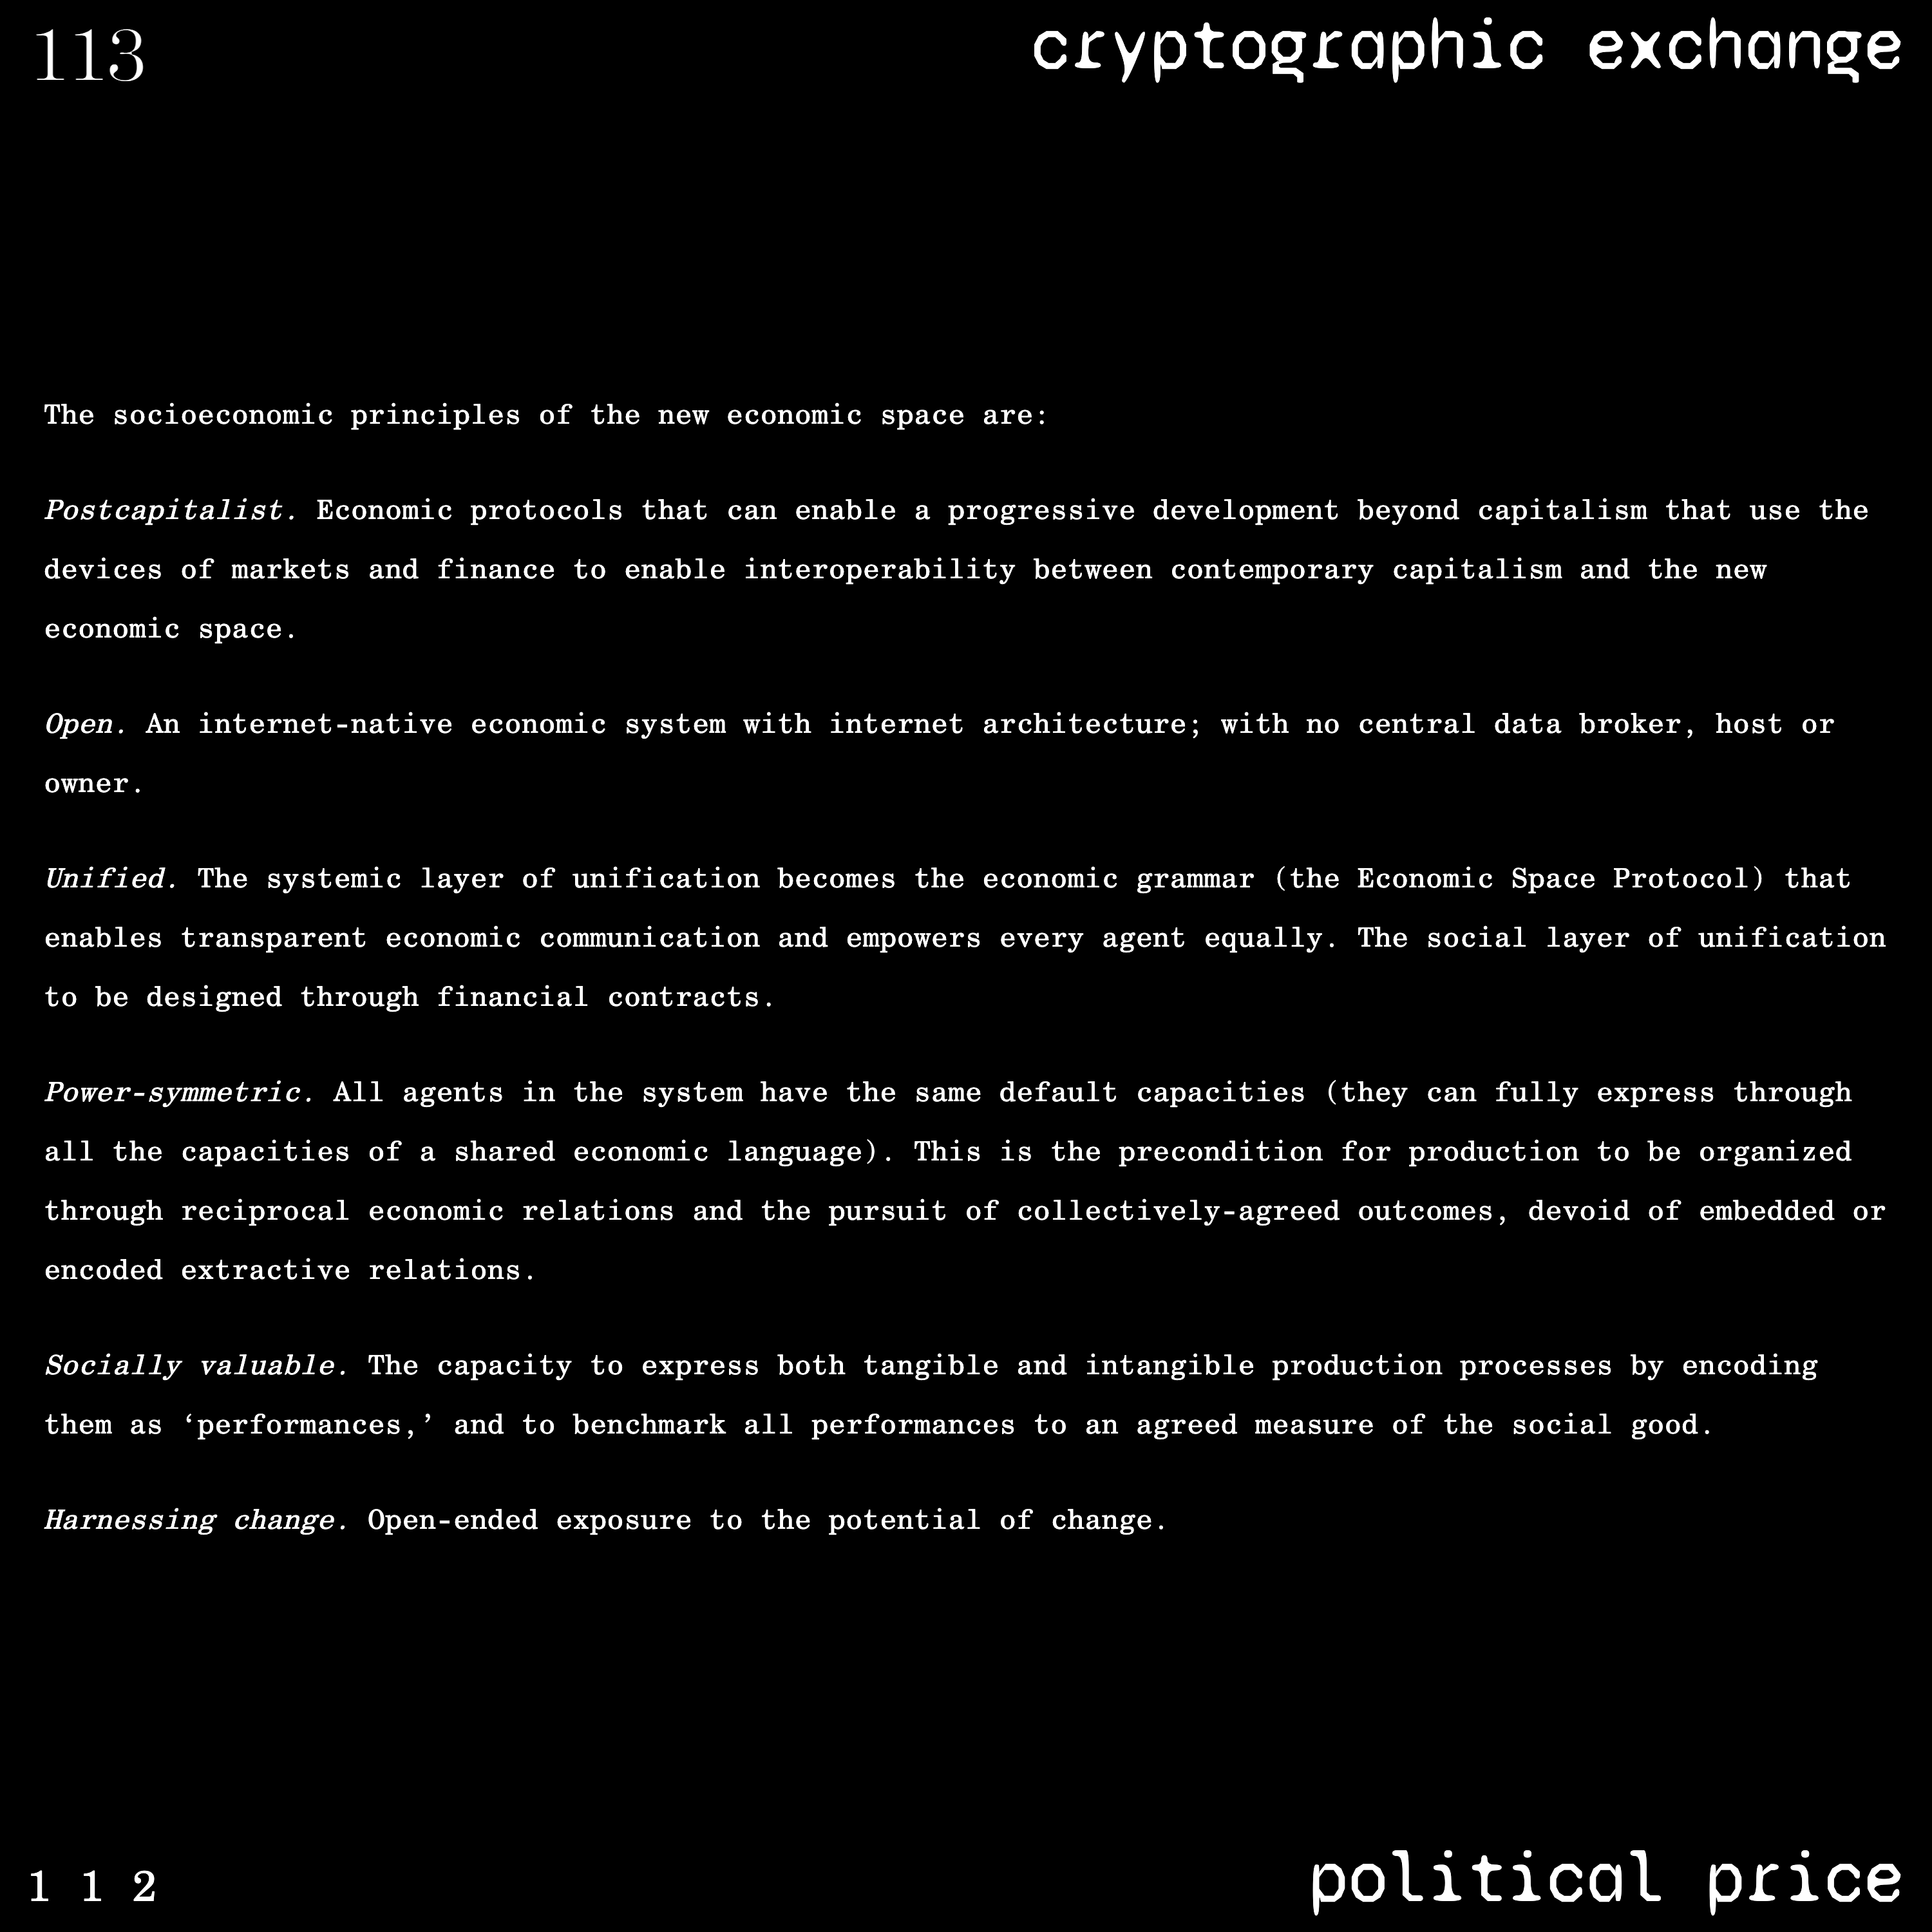 113
cryptographic exchange
The socioeconomic principles of the new economic space are:
Postcapitalist. Economic protocols that can enable a progressive development beyond capitalism that use the
devices of markets and finance to enable interoperability between contemporary capitalism and the new
economic space.
Open. An internet-native economic system with internet architecture; with no central data broker, host or
owner.
Unified. The systemic layer of unification becomes the economic grammar (the Economic Space Protocol) that
enables transparent economic communication and empowers every agent equally. The social layer of unification
to be designed through financial contracts.
Power-symmetric. All agents in the system have the same default capacities (they can fully express through
all the capacities of a shared economic language). This is the precondition for production to be organized
through reciprocal economic relations and the pursuit of collectively-agreed outcomes, devoid of embedded or
encoded extractive relations.
Socially valuable. The capacity to express both tangible and intangible production processes by encoding
them as ‘performances,’ and to benchmark all performances to an agreed measure of the social good.
Harnessing change. Open-ended exposure to the potential of change.
1 1 2
political price